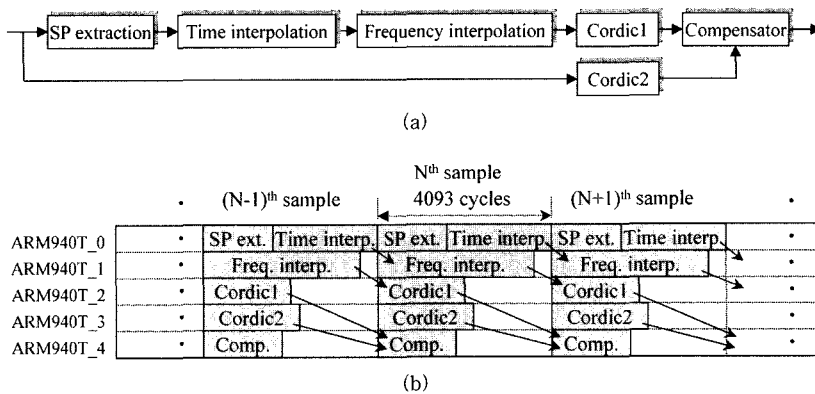 SP extraction Time interpolation Frequency interpolation Cordic1 Compensator
Cordic2
(a)
Nth sample
(N-1)th sample 4093 cycles (N+1)th sample
ARM940T_0 SP ext. Time interp. SP ext. Time interp. SP ext. Time interp.
ARM940T_1 Freq. interp. Freq. interp. Freq. interp.
ARM940T_2 Cordic1 Cordic1 Cordic1
ARM940T_3 Cordic2 Cordic2 Cordic2
ARM940T_4 Comp. Comp. Comp.
(b)